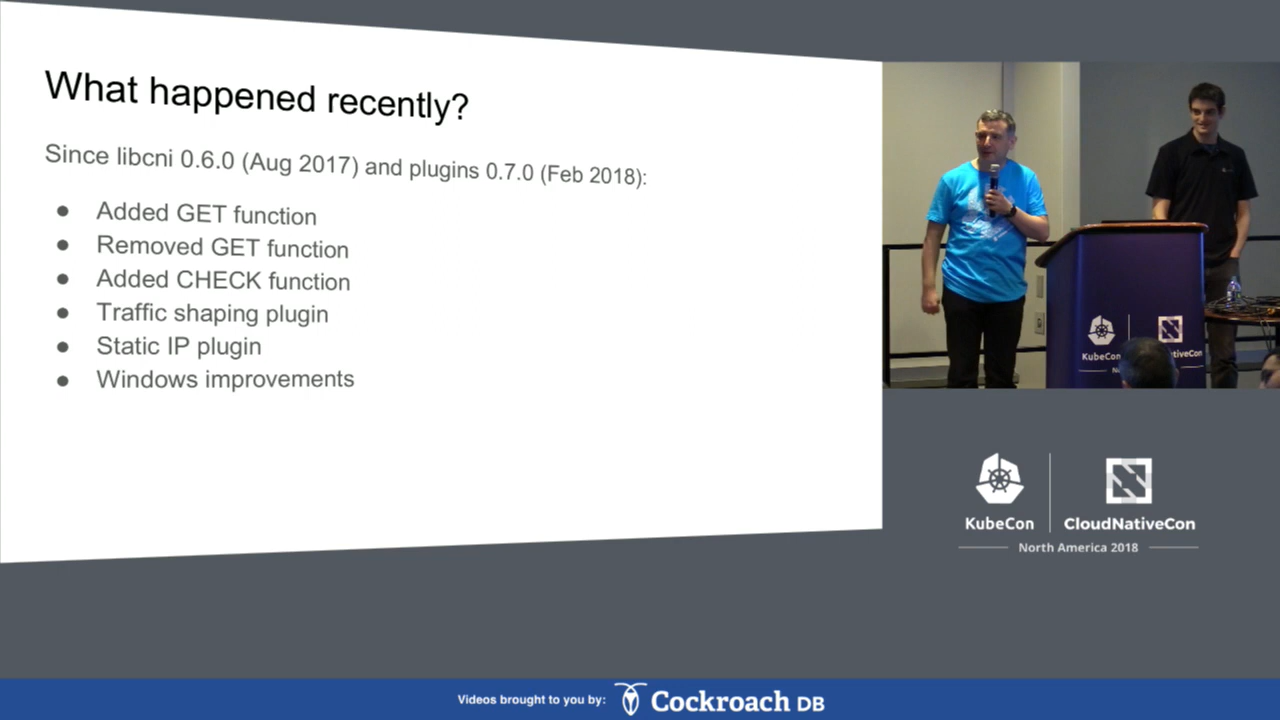 What happened recently?
Since libcni 0.6.0 (Aug 2017) and plugins 0.7.0 (Feb 2018):
● Added GET function
● Removed GET function
● Added CHECK function
● Traffic shaping plugin
● Static IP plugin
● Windows improvements
KubeCon
KubeCon
CloudNativeCon
North America 2018
Videos brought to you by:
Cockroach DB